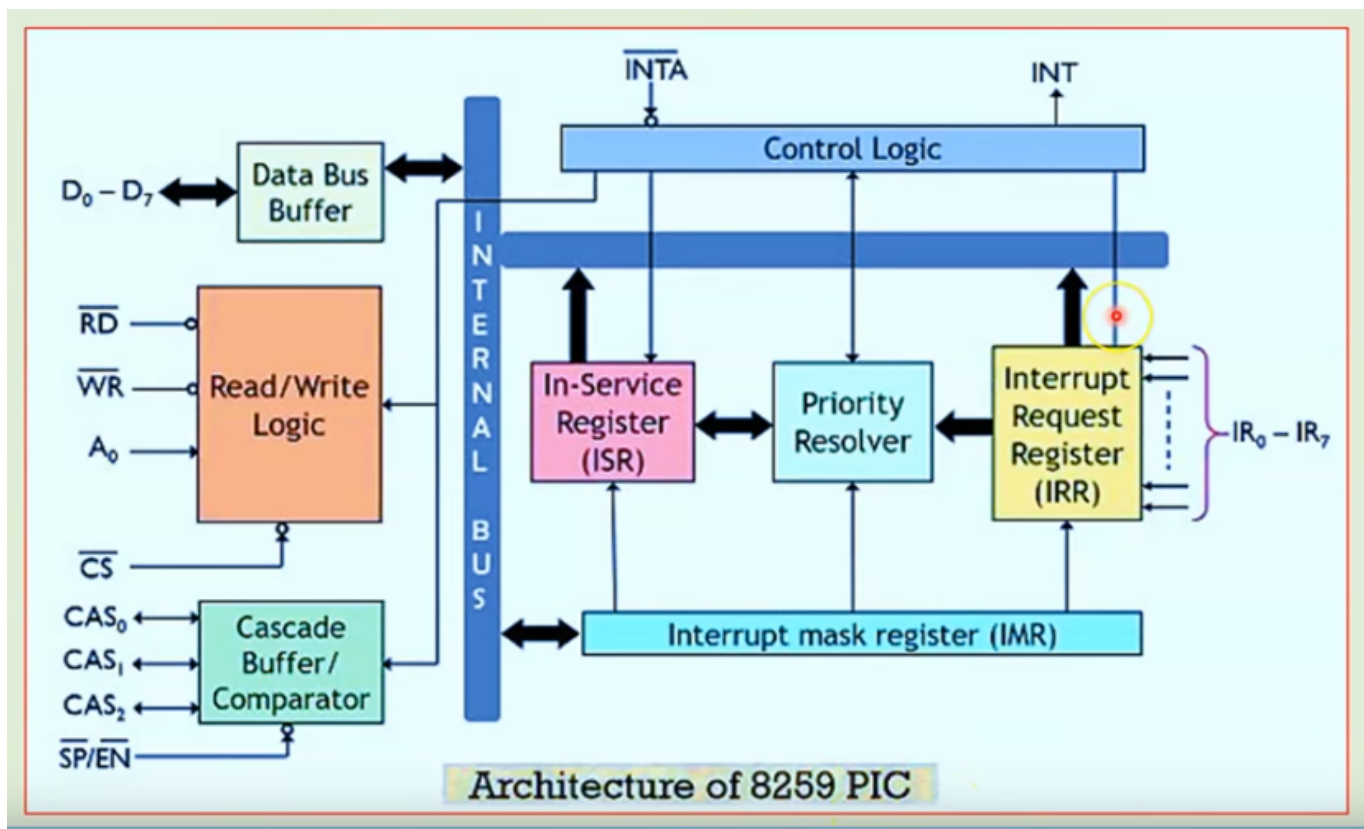 INTA
INT
Control Logic
D₀ – D₇
Data Bus
Buffer
INTERNAL BUS
RD
WR
A₀
CS
Read/Write
Logic
In-Service
Register
(ISR)
Priority
Resolver
Interrupt
Request
Register
(IRR)
IR₀ – IR₇
CAS₀
CAS₁
CAS₂
SP/EN
Cascade
Buffer/
Comparator
Interrupt mask register (IMR)
Architecture of 8259 PIC